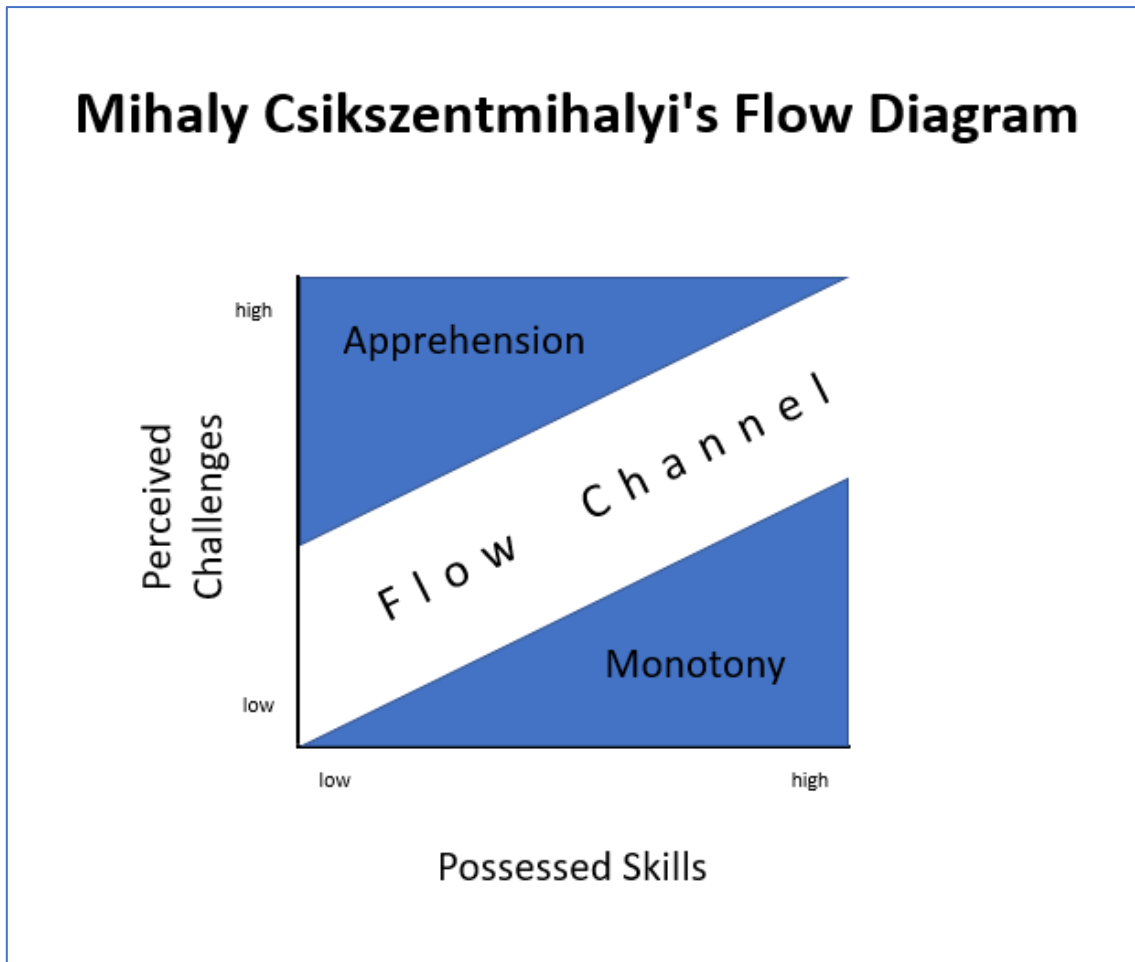 Mihaly Csikszentmihalyi's Flow Diagram
high
Apprehension
Perceived
Challenges
Flow Channel
Monotony
low
low
high
Possessed Skills